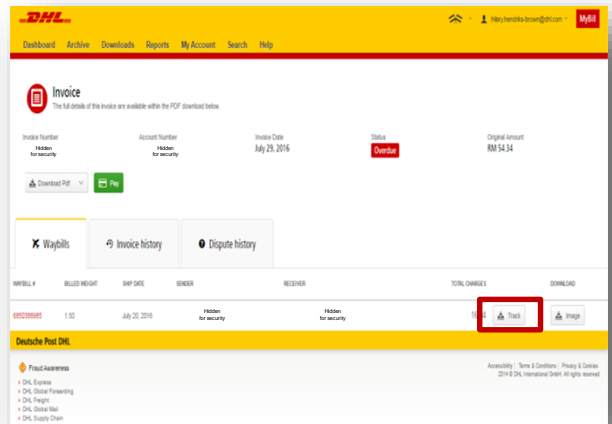 DHL
hilary.hendriks-brown@dhl.com
MyBill
Dashboard Archive Downloads Reports My Account Search Help
Invoice
The full details of this invoice are available within the PDF download below
Invoice Number Account Number Invoice Date Status Original Amount
Hidden for security Hidden for security July 29, 2016 Overdue RM 54.34
Download Pdf Pay
Waybills Invoice history Dispute history
WAYBILL # BILLED WEIGHT SHIP DATE SENDER RECEIVER TOTAL CHARGES DOWNLOAD
1.50 July 20, 2016 Hidden for security Hidden for security Track Image
Deutsche Post DHL
Fraud Awareness
Accessibility | Terms & Conditions | Privacy & Cookies
2014 © DHL International GmbH. All rights reserved
DHL Express
DHL Global Forwarding
DHL Freight
DHL Global Mail
DHL Supply Chain